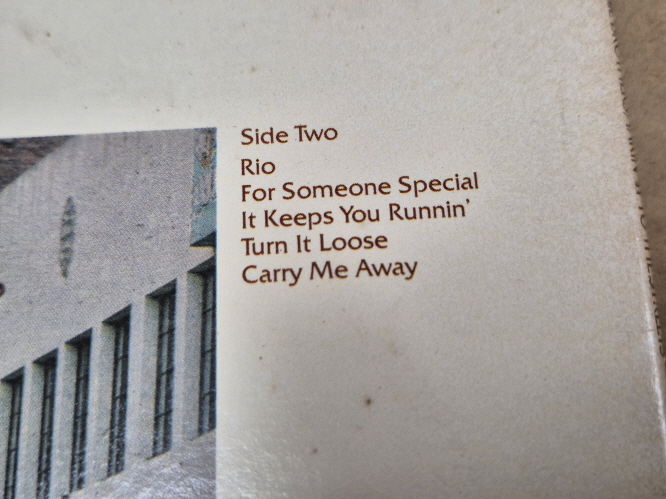 Side Two
Rio
For Someone Special
It Keeps You Runnin'
Turn It Loose
Carry Me Away